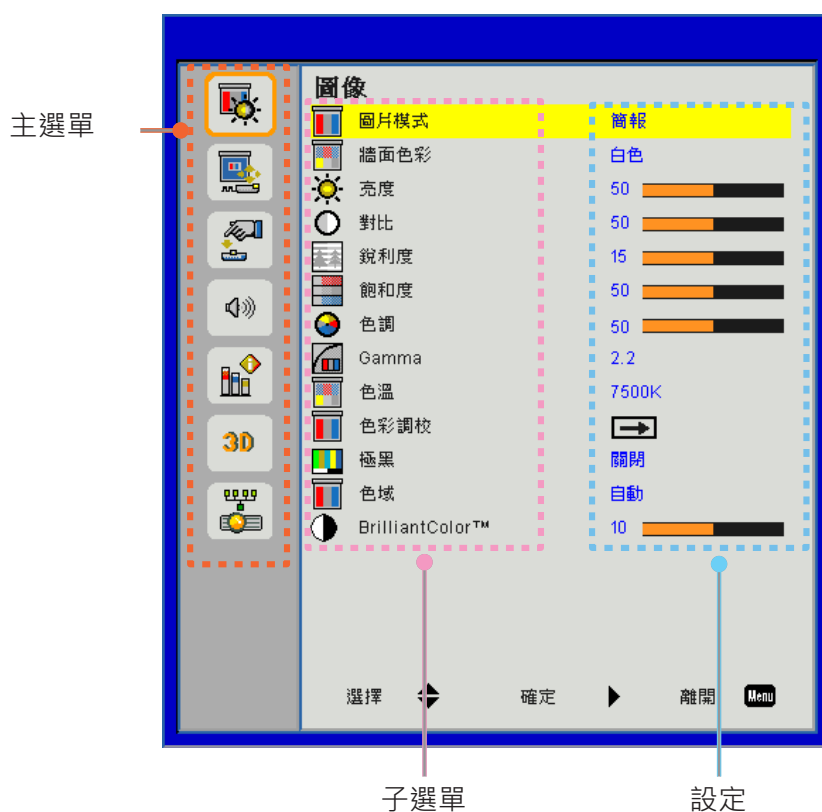 圖像
主選單
圖片模式 簡報
牆面色彩 白色
亮度 50
對比 50
銳利度 15
飽和度 50
色調 50
Gamma 2.2
色溫 7500K
色彩調校
極黑 關閉
3D
色域 自動
BrilliantColor™ 10
選擇 確定 離開 Menu
子選單 設定